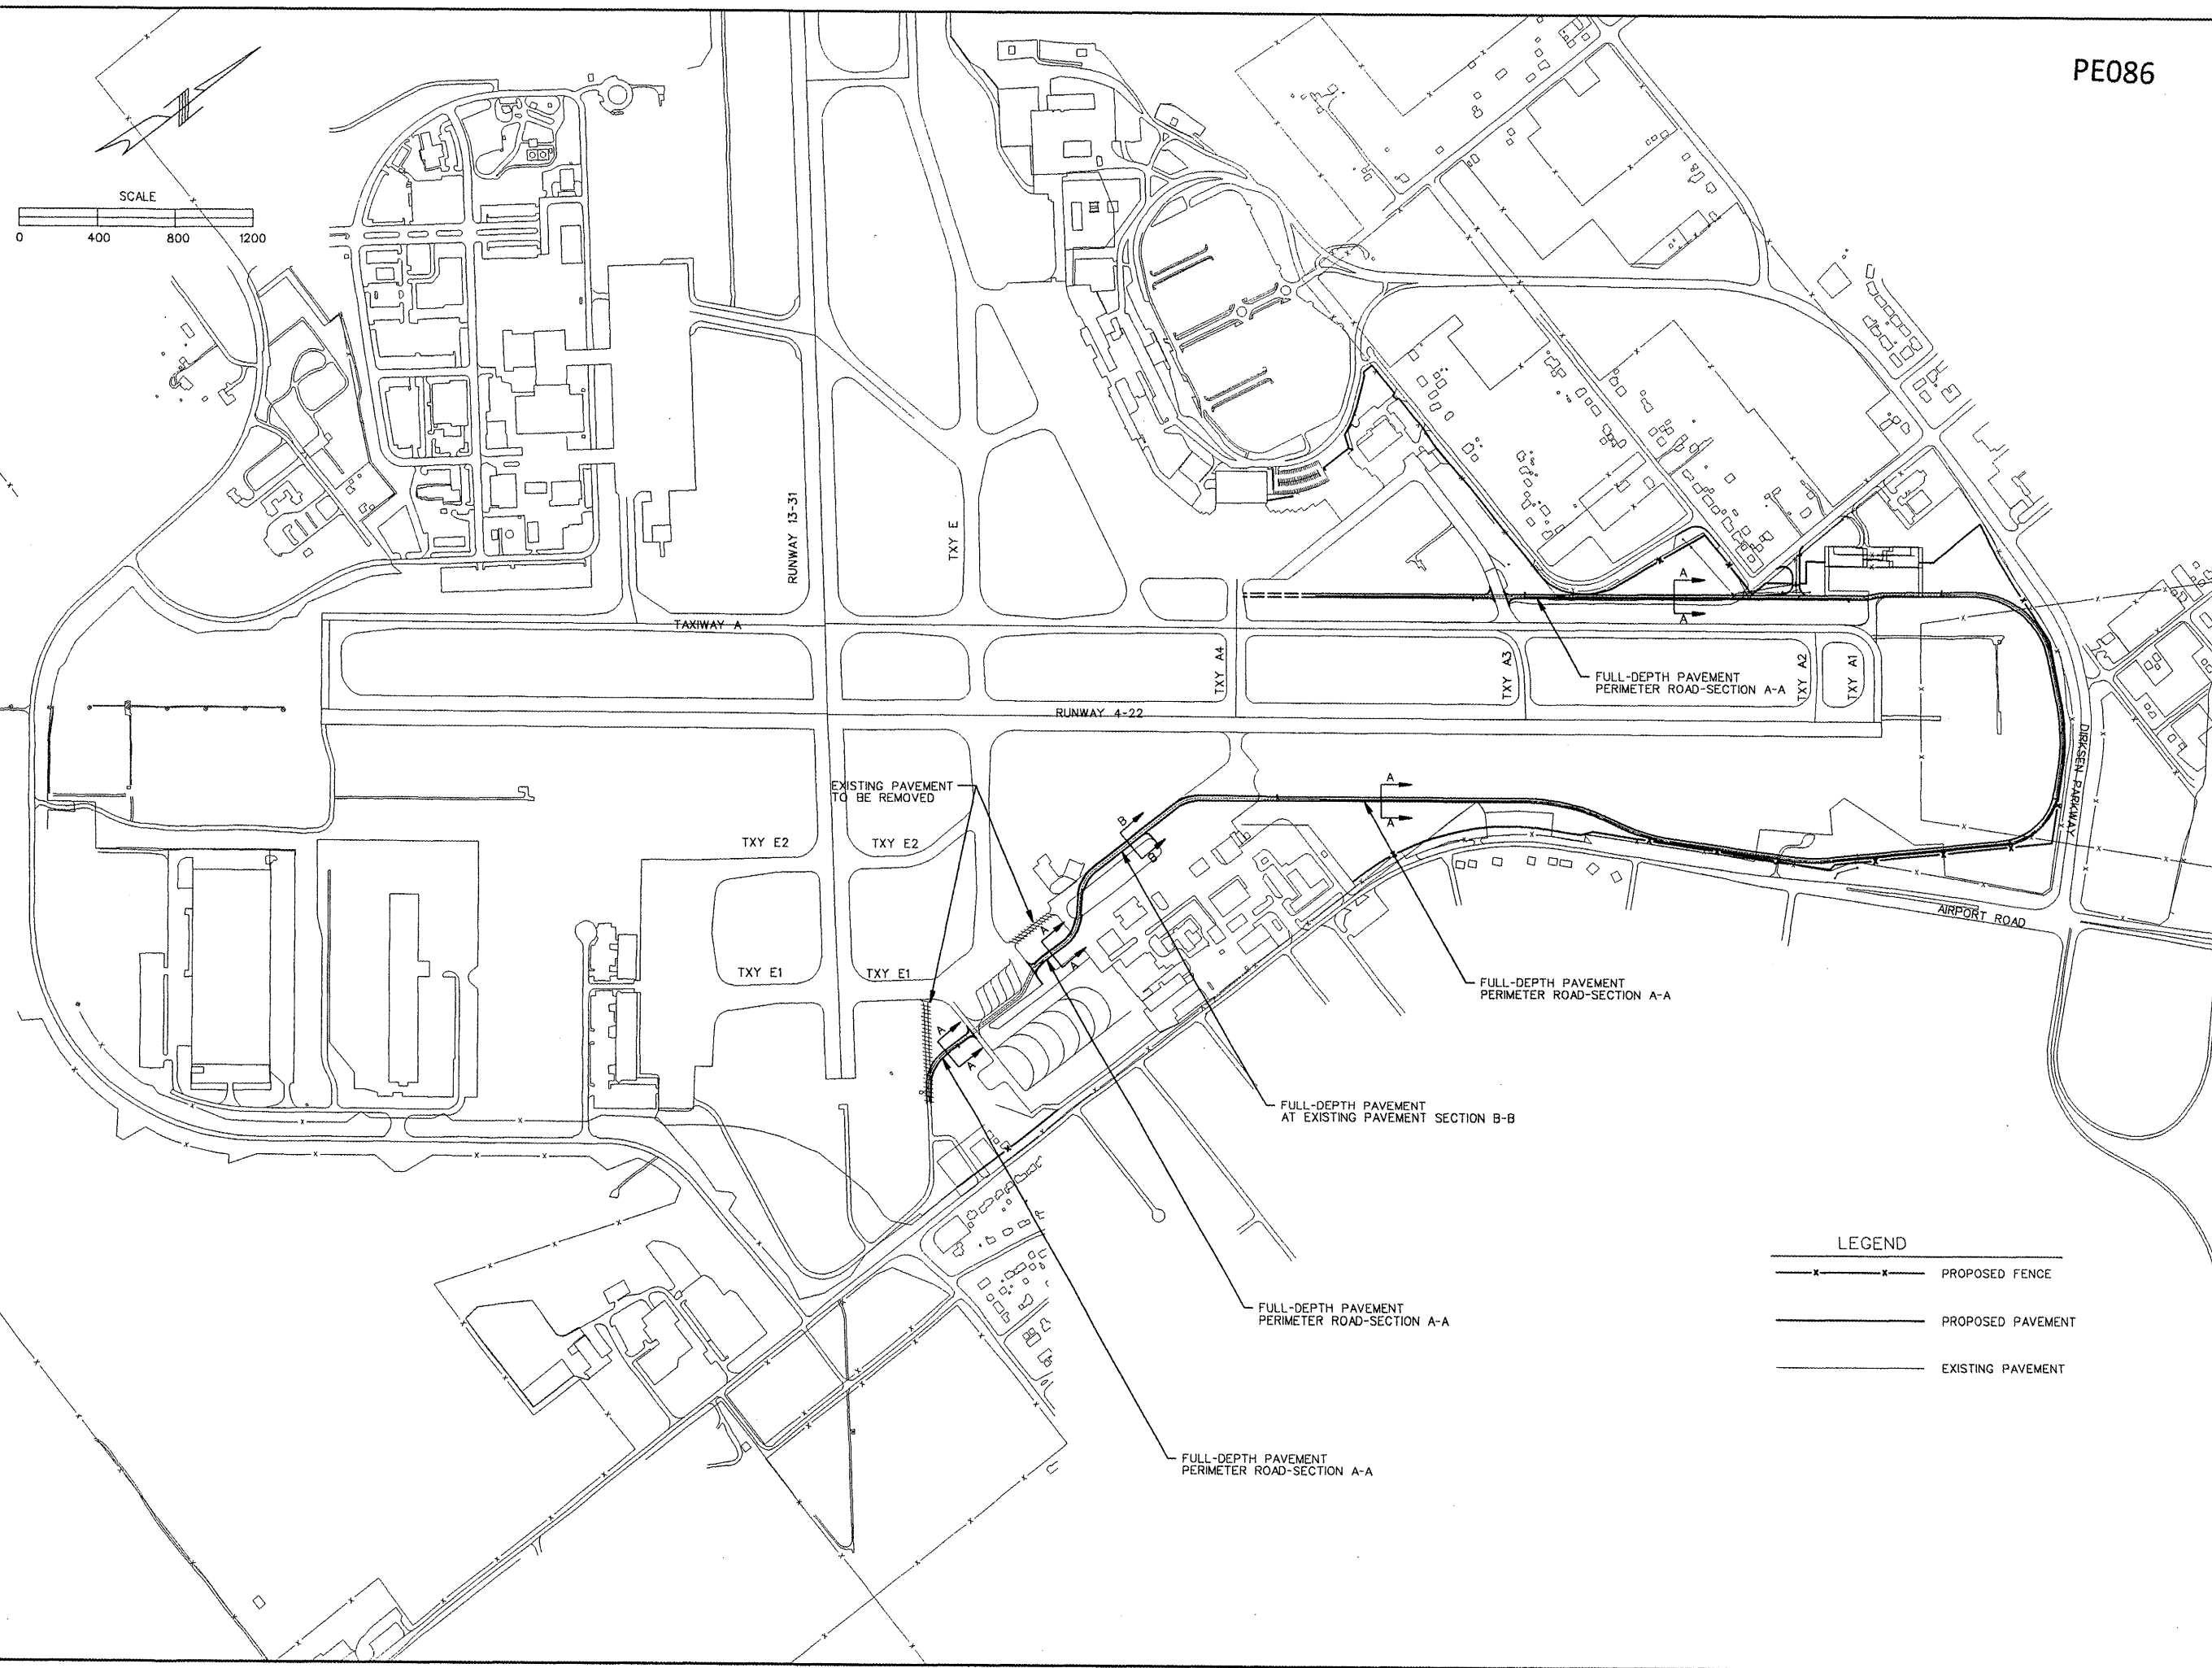 PE086
SCALE
0 400 800 1200
RUNWAY 13-31
TXY E
A
A
TAXIWAY A
TXY A4
TXY A3
TXY A2
TXY A1
FULL-DEPTH PAVEMENT
PERIMETER ROAD-SECTION A-A
RUNWAY 4-22
DIRKSEN PARKWAY
EXISTING PAVEMENT
TO BE REMOVED
A
A
B
B
TXY E2
TXY E2
AIRPORT ROAD
A
A
TXY E1
TXY E1
FULL-DEPTH PAVEMENT
PERIMETER ROAD-SECTION A-A
A
A
FULL-DEPTH PAVEMENT
AT EXISTING PAVEMENT SECTION B-B
LEGEND
PROPOSED FENCE
FULL-DEPTH PAVEMENT
PERIMETER ROAD-SECTION A-A
PROPOSED PAVEMENT
EXISTING PAVEMENT
FULL-DEPTH PAVEMENT
PERIMETER ROAD-SECTION A-A